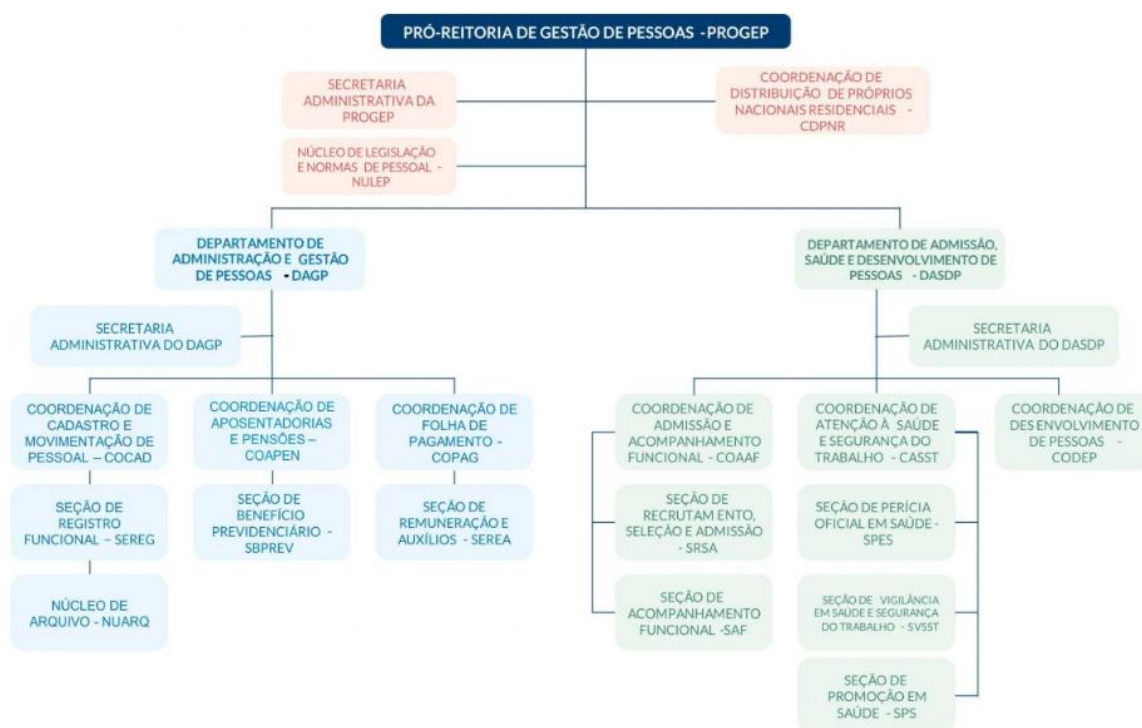 PRÓ-REITORIA DE GESTÃO DE PESSOAS -PROGEP
SECRETARIA
ADMINISTRATIVA DA
PROGEP
COORDENAÇÃO DE
DISTRIBUIÇÃO DE PRÓPRIOS
NACIONAIS RESIDENCIAIS -
CDPNR
NÚCLEO DE LEGISLAÇÃO
E NORMAS DE PESSOAL -
NULEP
DEPARTAMENTO DE
ADMINISTRAÇÃO E GESTÃO
DE PESSOAS - DAGP
DEPARTAMENTO DE ADMISSÃO,
SAÚDE E DESENVOLVIMENTO DE
PESSOAS - DASDP
SECRETARIA
ADMINISTRATIVA DO DAGP
SECRETARIA
ADMINISTRATIVA DO DASDP
COORDENAÇÃO DE
CADASTRO E
MOVIMENTAÇÃO DE
PESSOAL – COCAD
COORDENAÇÃO DE
APOSENTADORIAS
E PENSÕES –
COAPEN
COORDENAÇÃO DE
FOLHA DE
PAGAMENTO -
COPAG
COORDENAÇÃO DE
ADMISSÃO E
ACOMPANHAMENTO
FUNCIONAL - COAAF
COORDENAÇÃO DE
ATENÇÃO À SAÚDE
E SEGURANÇA DO
TRABALHO - CASST
COORDENAÇÃO DE
DES ENVOLVIMENTO
DE PESSOAS -
CODEP
SEÇÃO DE
REGISTRO
FUNCIONAL – SEREG
SEÇÃO DE
BENEFÍCIO
PREVIDENCIÁRIO -
SBPREV
SEÇÃO DE
REMUNERAÇÃO E
AUXÍLIOS - SEREA
SEÇÃO DE
RECRUTAM ENTO,
SELEÇÃO E ADMISSÃO -
SRSA
SEÇÃO DE PERÍCIA
OFICIAL EM SAÚDE-
SPES
NÚCLEO DE
ARQUIVO - NUARQ
SEÇÃO DE
ACOMPANHAMENTO
FUNCIONAL -SAF
SEÇÃO DE VIGILÂNCIA
EM SAÚDE E SEGURANÇA
DO TRABALHO - SVSST
SEÇÃO DE
PROMOÇÃO EM
SAÚDE - SPS